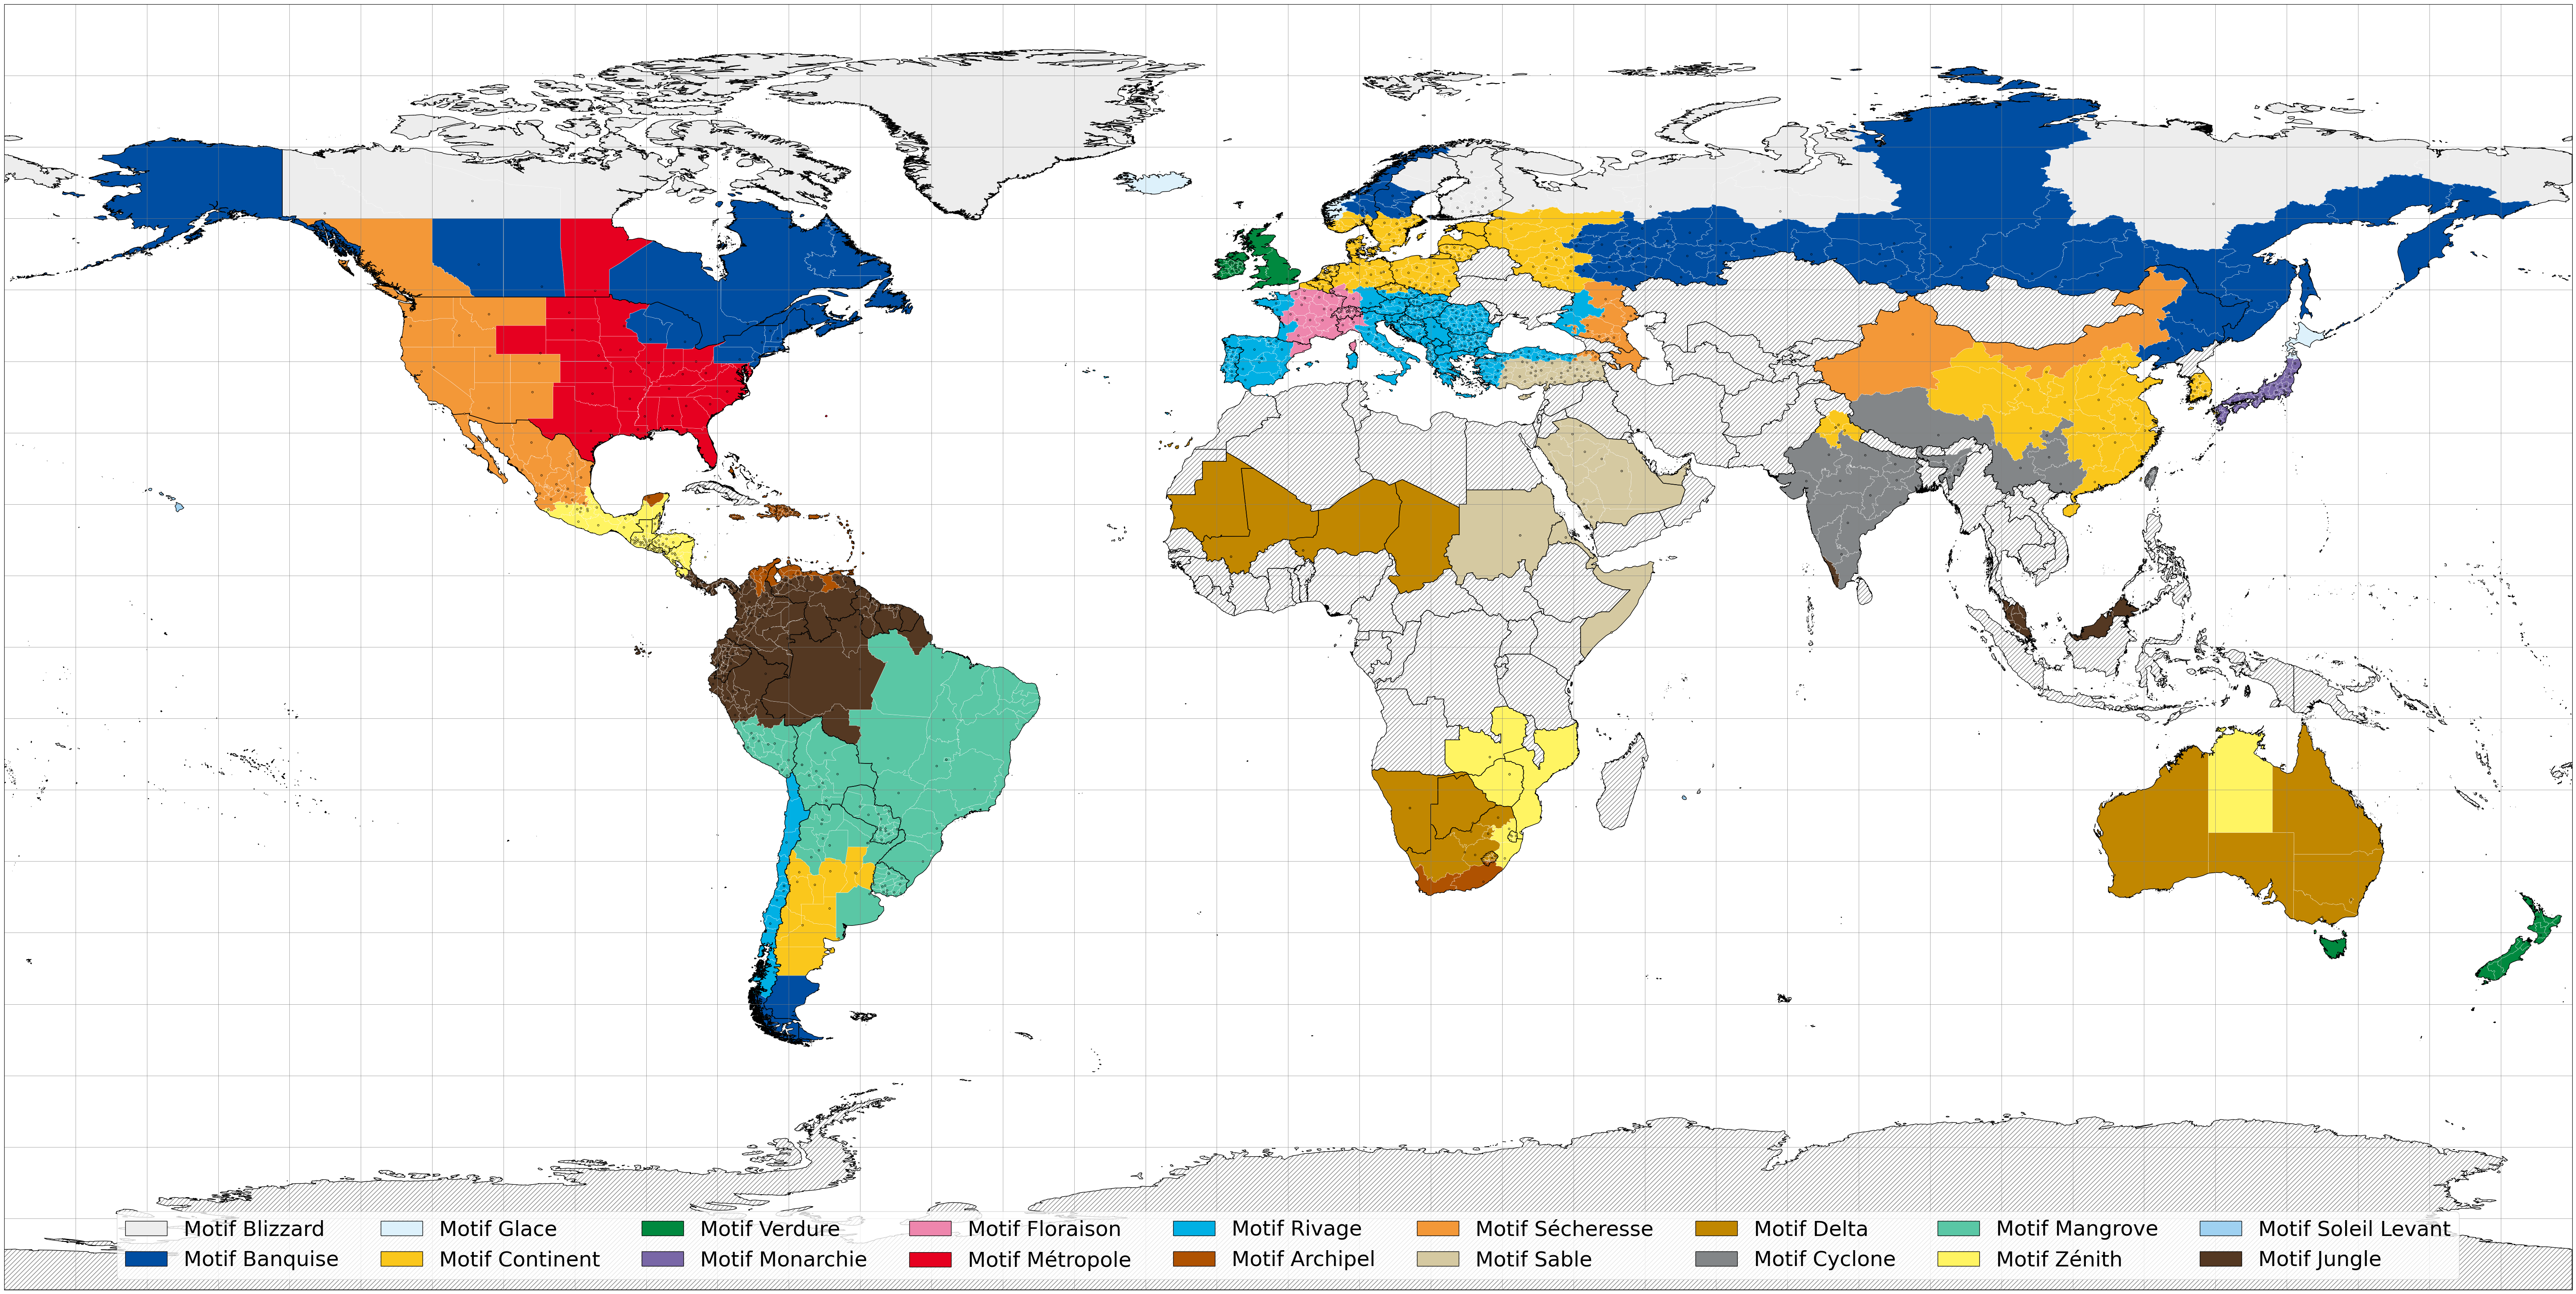 Motif Blizzard Motif Glace Motif Verdure Motif Floraison Motif Rivage Motif Sécheresse Motif Delta Motif Mangrove Motif Soleil Levant
Motif Banquise Motif Continent Motif Monarchie Motif Métropole Motif Archipel Motif Sable Motif Cyclone Motif Zénith Motif Jungle